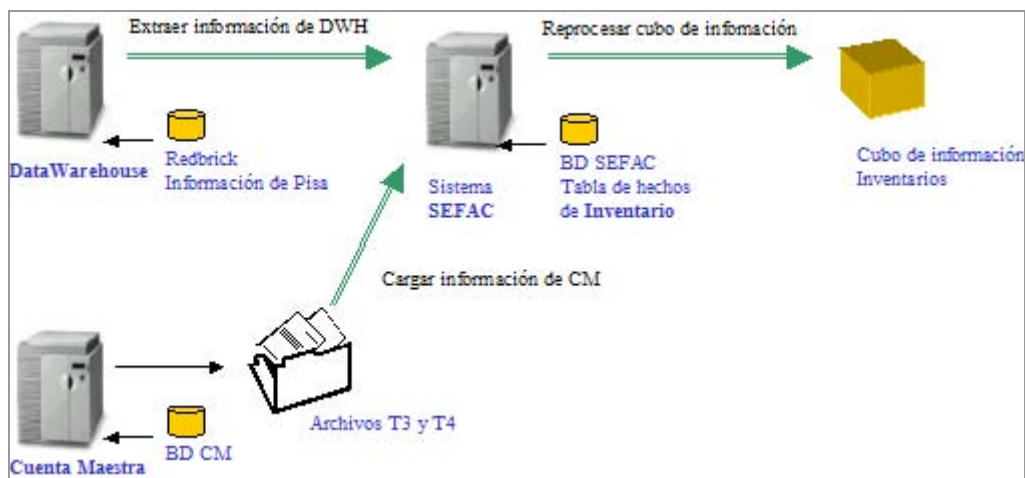 Extraer información de DWH
Reprocesar cubo de infomación
DataWarehouse
Redbrick
Información de Pisa
Sistema
SEFAC
BD SEFAC
Tabla de hechos
de Inventario
Cubo de información
Inventarios
Cargar información de CM
Archivos T3 y T4
BD CM
Cuenta Maestra